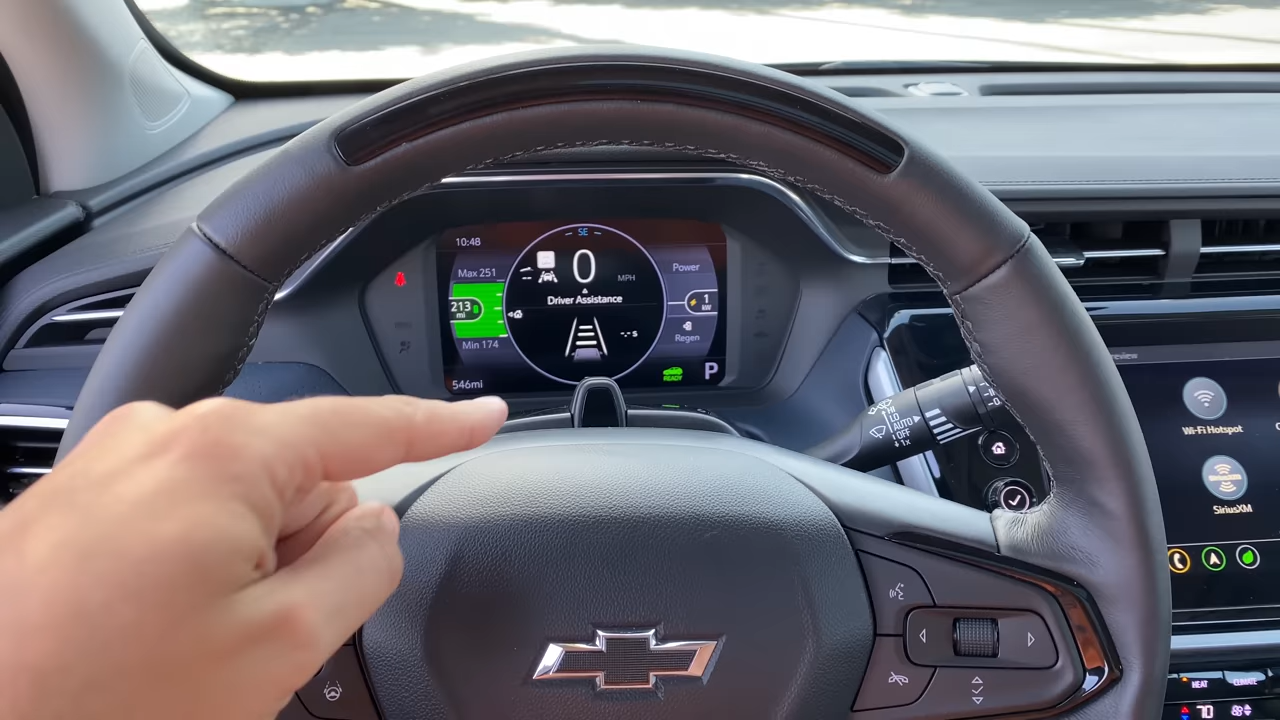 SE
10:48
0 MPH
Max 251
Power
Driver Assistance
213
mi
1
kW
-.- s
Min 174
Regen
READY
P
546mi
HI
LO
AUTO
OFF
1x
Wi-Fi Hotspot
SiriusXM
HEAT
CLIMATE
70